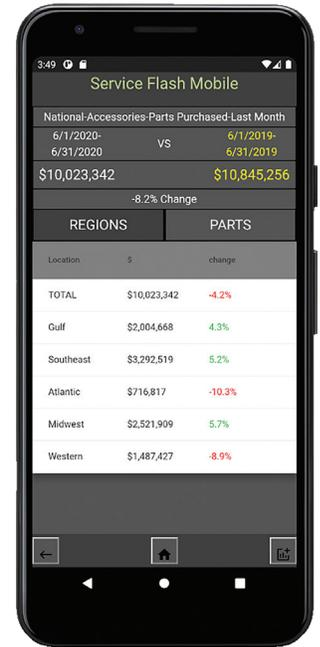 3:49
Service Flash Mobile
National-Accessories-Parts Purchased-Last Month
6/1/2020-
6/31/2020
VS
6/1/2019-
6/31/2019
$10,023,342 $10,845,256
-8.2% Change
REGIONS PARTS
Location $ change
TOTAL $10,023,342 -4.2%
Gulf $2,004,668 4.3%
Southeast $3,292,519 5.2%
Atlantic $716,817 -10.3%
Midwest $2,521,909 5.7%
Western $1,487,427 -8.9%